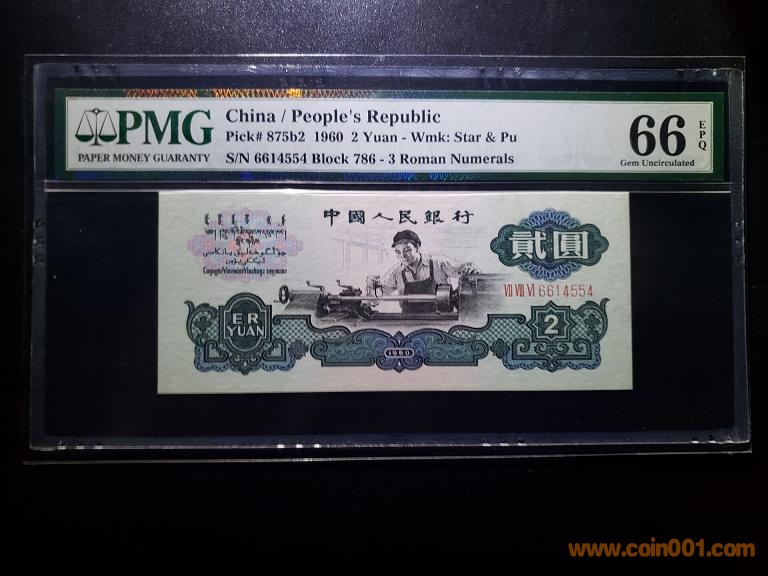 PMG
PAPER MONEY GUARANTY
China / People's Republic
Pick# 875b2 1960 2 Yuan - Wmk: Star & Pu
S/N 6614554 Block 786 - 3 Roman Numerals
66
EPQ
Gem Uncirculated
中國人民銀行
貳圓
VII VIII VI 6614554
ER
YUAN
1960
2
www.coin001.com